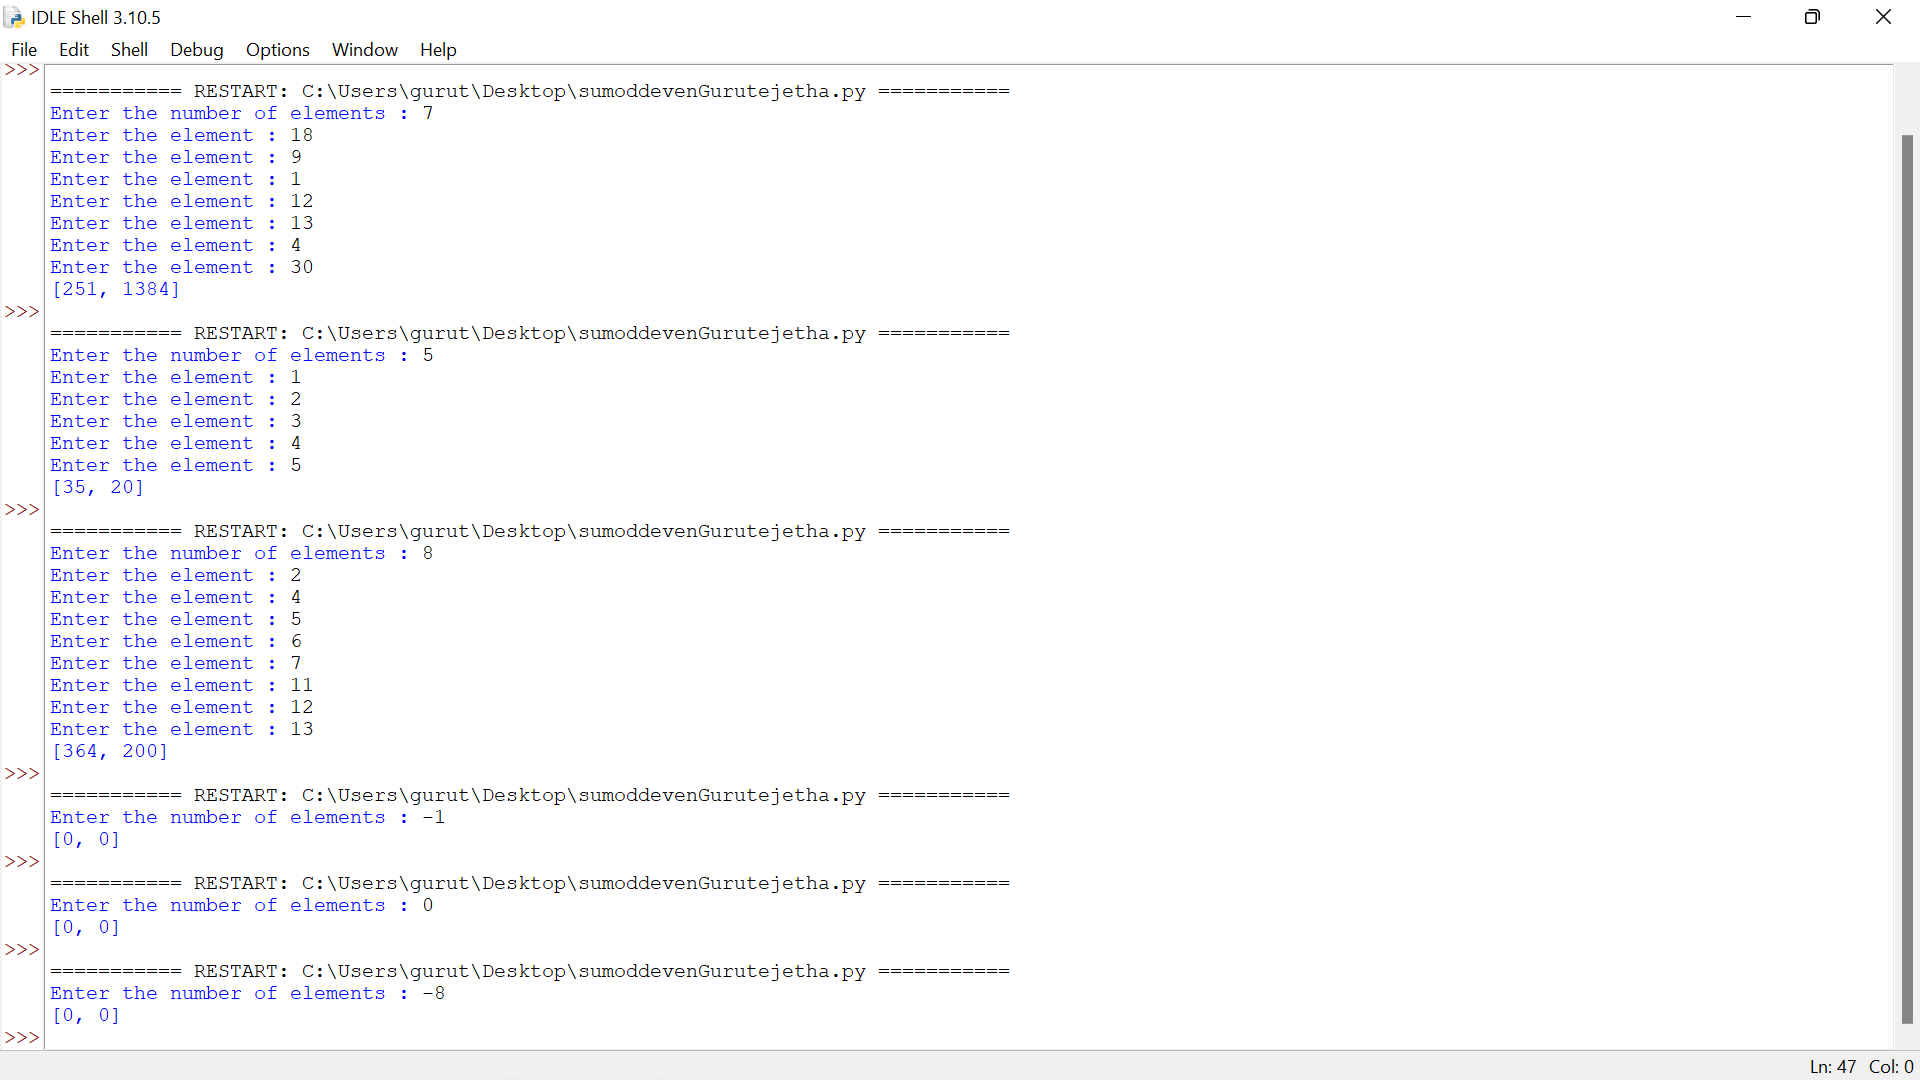 IDLE Shell 3.10.5
File Edit Shell Debug Options Window Help
>>>
=========== RESTART: C:\Users\gurut\Desktop\sumoddevenGurutejetha.py ===========
Enter the number of elements : 7
Enter the element : 18
Enter the element : 9
Enter the element : 1
Enter the element : 12
Enter the element : 13
Enter the element : 4
Enter the element : 30
[251, 1384]
>>>
=========== RESTART: C:\Users\gurut\Desktop\sumoddevenGurutejetha.py ===========
Enter the number of elements : 5
Enter the element : 1
Enter the element : 2
Enter the element : 3
Enter the element : 4
Enter the element : 5
[35, 20]
>>>
=========== RESTART: C:\Users\gurut\Desktop\sumoddevenGurutejetha.py ===========
Enter the number of elements : 8
Enter the element : 2
Enter the element : 4
Enter the element : 5
Enter the element : 6
Enter the element : 7
Enter the element : 11
Enter the element : 12
Enter the element : 13
[364, 200]
>>>
=========== RESTART: C:\Users\gurut\Desktop\sumoddevenGurutejetha.py ===========
Enter the number of elements : -1
[0, 0]
>>>
=========== RESTART: C:\Users\gurut\Desktop\sumoddevenGurutejetha.py ===========
Enter the number of elements : 0
[0, 0]
>>>
=========== RESTART: C:\Users\gurut\Desktop\sumoddevenGurutejetha.py ===========
Enter the number of elements : -8
[0, 0]
>>>
Ln: 47 Col: 0